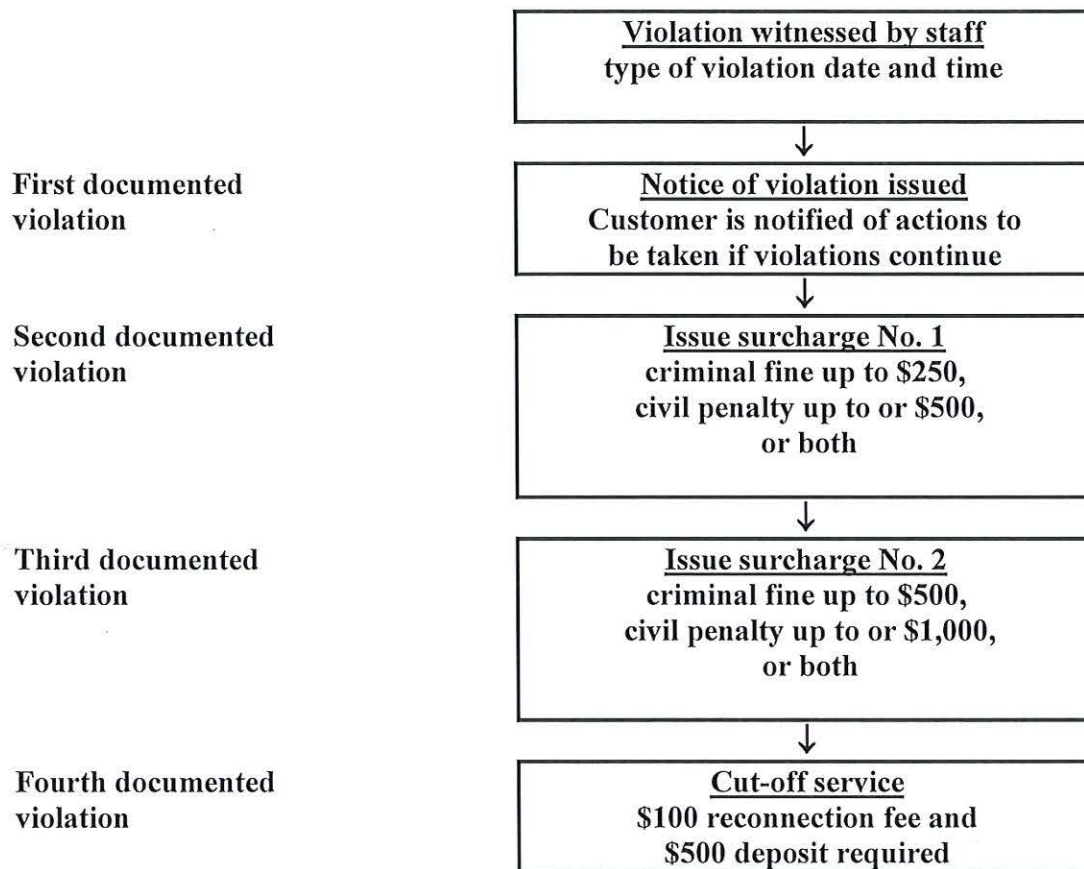 Violation witnessed by staff
type of violation date and time
First documented
violation
Notice of violation issued
Customer is notified of actions to
be taken if violations continue
Second documented
violation
Issue surcharge No. 1
criminal fine up to $250,
civil penalty up to or $500,
or both
Third documented
violation
Issue surcharge No. 2
criminal fine up to $500,
civil penalty up to or $1,000,
or both
Fourth documented
violation
Cut-off service
$100 reconnection fee and
$500 deposit required